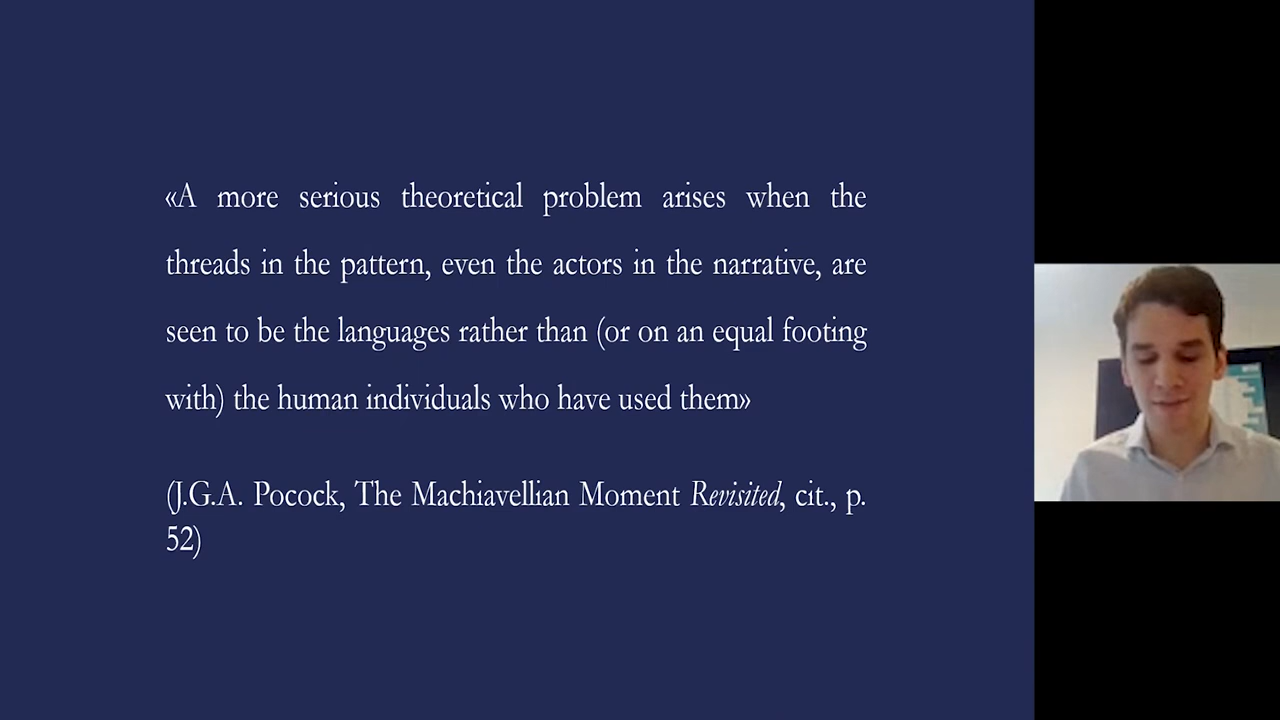 «A more serious theoretical problem arises when the
threads in the pattern, even the actors in the narrative, are
seen to be the languages rather than (or on an equal footing
with) the human individuals who have used them»
(J.G.A. Pocock, The Machiavellian Moment Revisited, cit., p.
52)